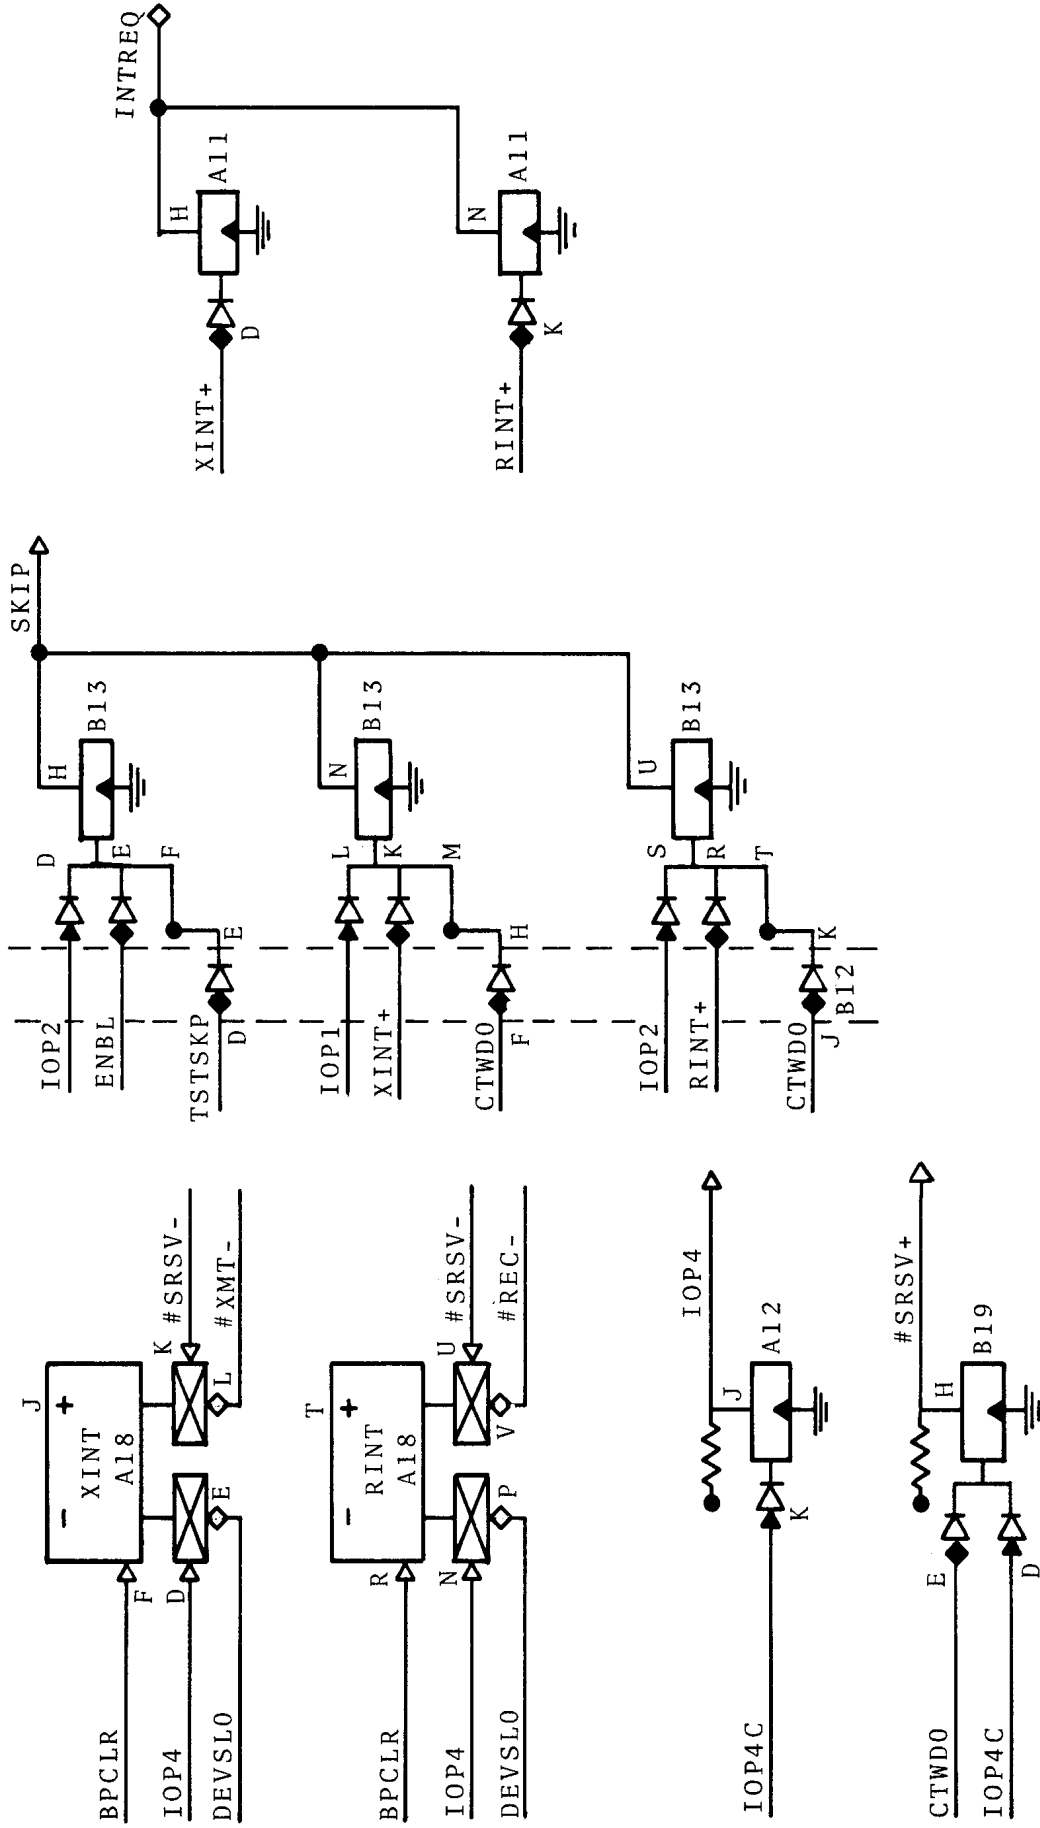 BPCLR
F
IOP4
D
DEVSL0
E
XINT
A18
-
+
J
K
#SRSV-
L
#XMT-
BPCLR
R
IOP4
N
DEVSL0
P
RINT
A18
-
+
T
U
#SRSV-
V
#REC-
IOP4C
K
J
A12
IOP4
CTWD0
E
IOP4C
D
H
B19
#SRSV+
IOP2
D
ENBL
E
TSTSKP
D
E
F
H
B13
SKIP
IOP1
L
XINT+
K
CTWD0
F
H
M
N
B13
IOP2
S
RINT+
R
CTWD0
J
B12
K
T
U
B13
XINT+
D
H
A11
INTREQ
RINT+
K
N
A11